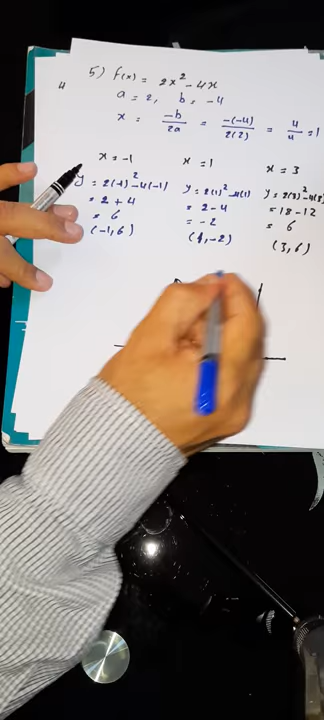 5) f(x) = 2x² - 4x
a = 2, b = -4
x = -b/2a = -(-4)/2(2) = 4/4 = 1
x = -1 x = 1 x = 3
y = 2(-1)² - 4(-1) y = 2(1)² - 4(1) y = 2(3)² - 4(3)
= 2 + 4 = 2 - 4 = 18 - 12
= 6 = -2 = 6
(-1, 6) (1, -2) (3, 6)